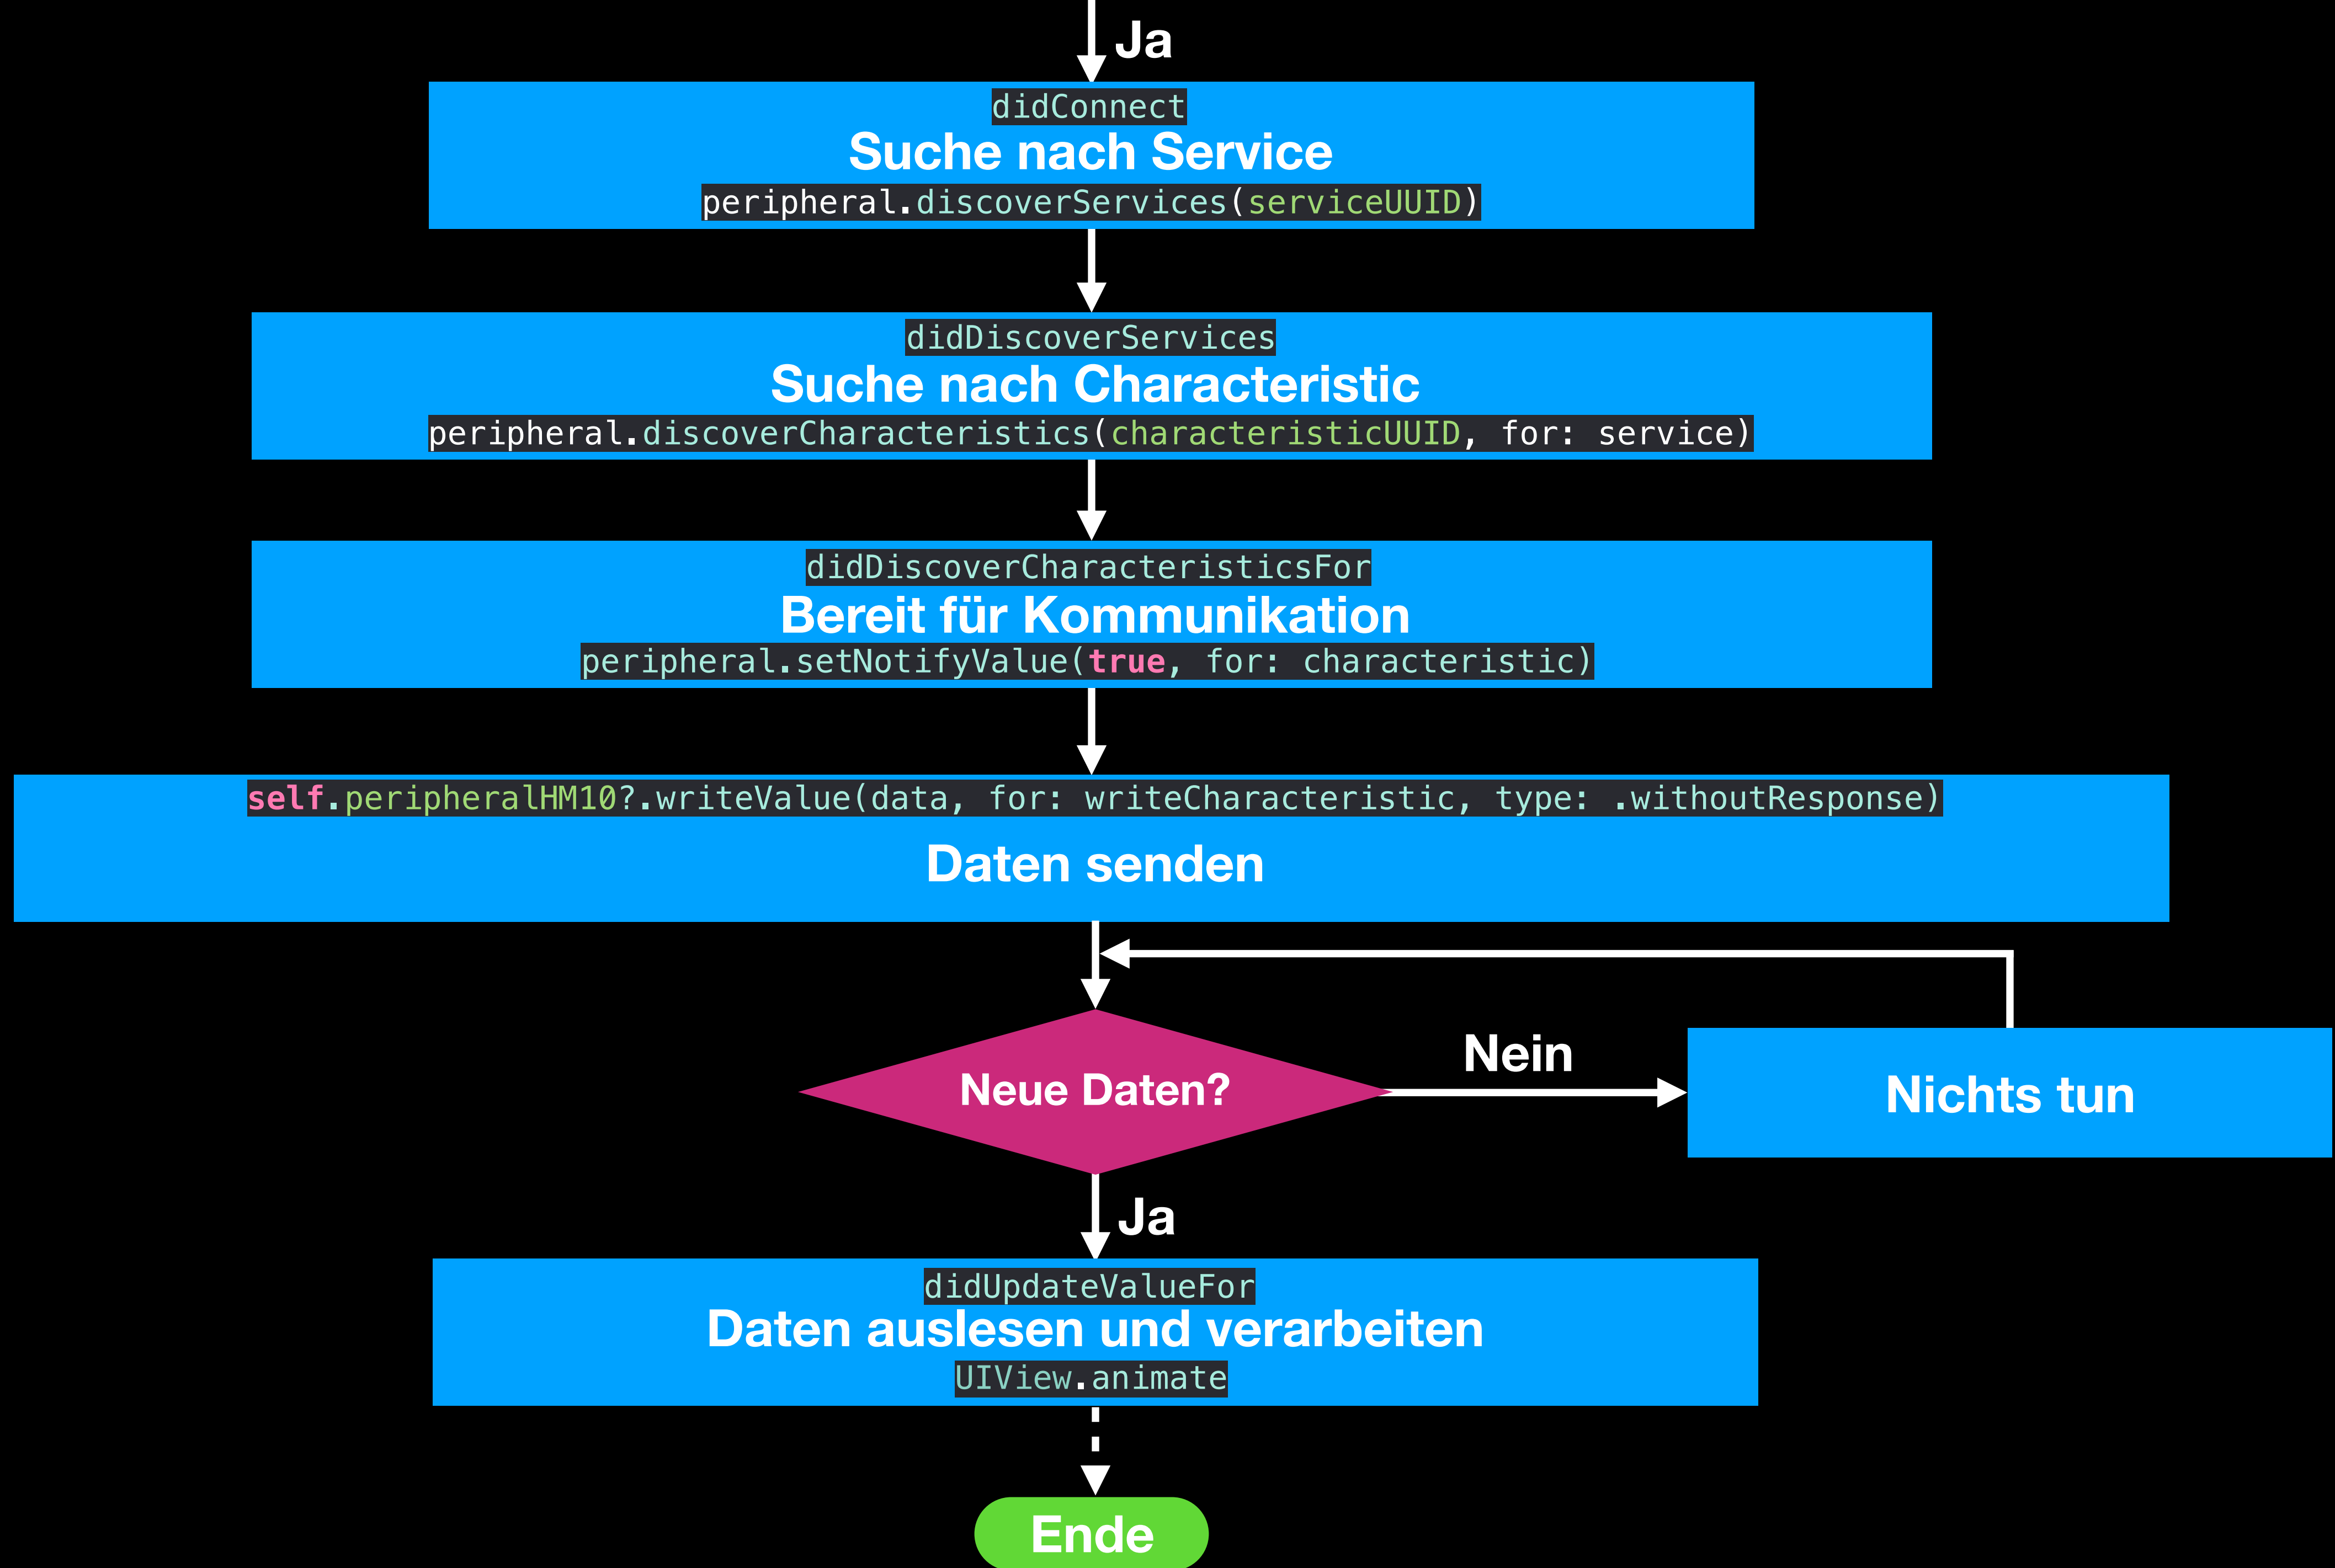 Ja
didConnect
Suche nach Service
peripheral.discoverServices(serviceUUID)
didDiscoverServices
Suche nach Characteristic
peripheral.discoverCharacteristics(characteristicUUID, for: service)
didDiscoverCharacteristicsFor
Bereit für Kommunikation
peripheral.setNotifyValue(true, for: characteristic)
self.peripheralHM10?.writeValue(data, for: writeCharacteristic, type: .withoutResponse)
Daten senden
Neue Daten?
Nein
Nichts tun
Ja
didUpdateValueFor
Daten auslesen und verarbeiten
UIView.animate
Ende